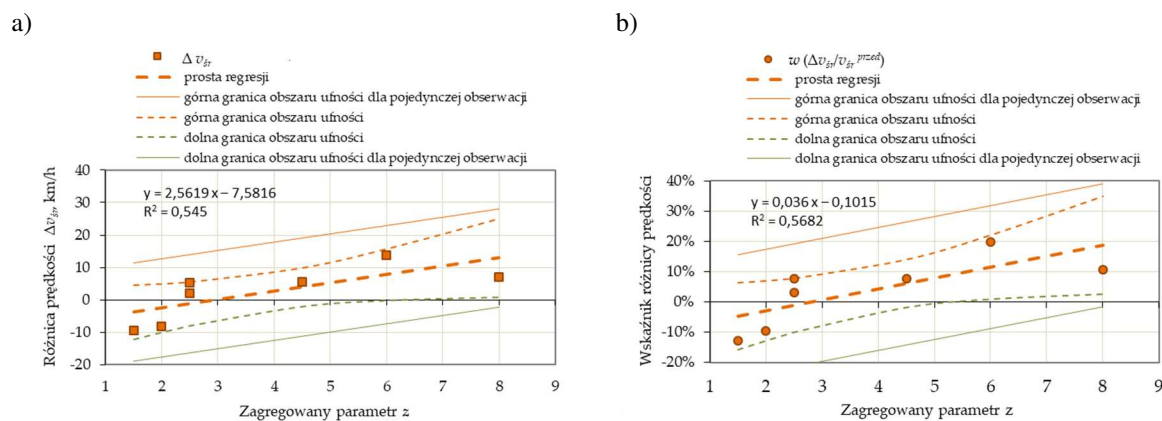 a)
Δ vśr
prosta regresji
górna granica obszaru ufności dla pojedynczej obserwacji
górna granica obszaru ufności
dolna granica obszaru ufności
dolna granica obszaru ufności dla pojedynczej obserwacji
Różnica prędkości Δvśr, km/h
40
30
20
10
0
-10
-20
y = 2,5619 x – 7,5816
R² = 0,545
1 2 3 4 5 6 7 8 9
Zagregowany parametr z
b)
w (Δvśr/vśr przed)
prosta regresji
górna granica obszaru ufności dla pojedynczej obserwacji
górna granica obszaru ufności
dolna granica obszaru ufności
dolna granica obszaru ufności dla pojedynczej obserwacji
Wskaźnik różnicy prędkości
40%
30%
20%
10%
0%
-10%
-20%
y = 0,036 x – 0,1015
R² = 0,5682
1 2 3 4 5 6 7 8 9
Zagregowany parametr z